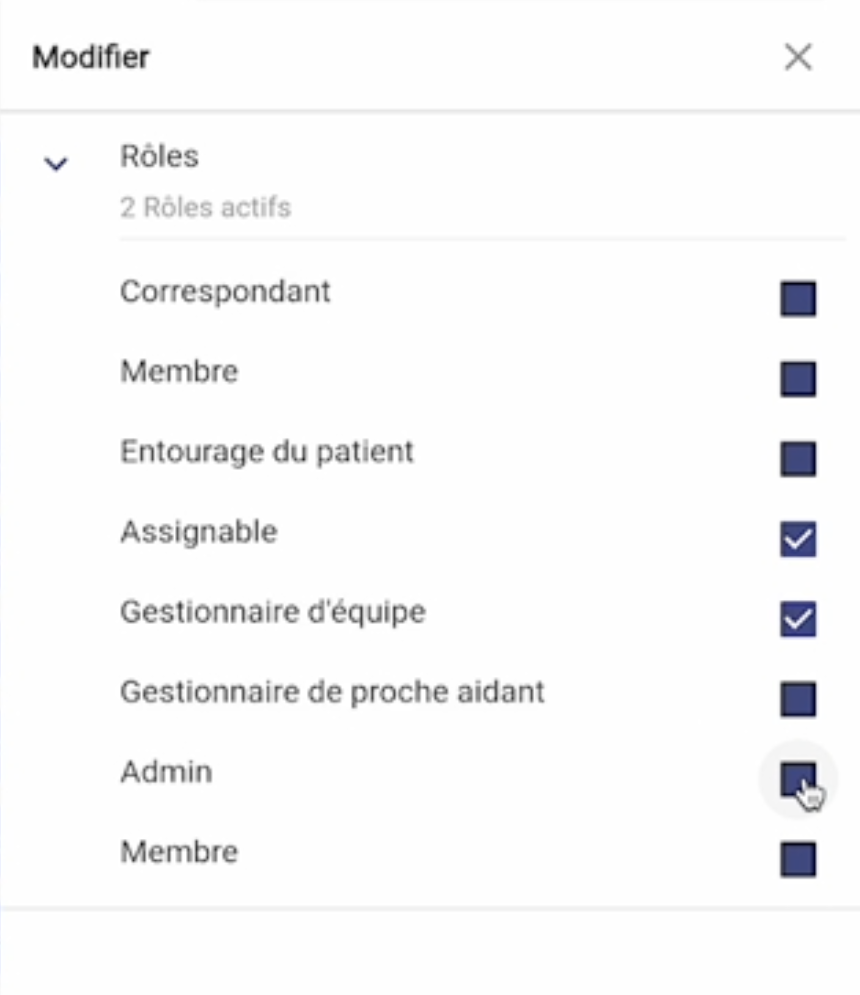 Modifier
Rôles
2 Rôles actifs
Correspondant
Membre
Entourage du patient
Assignable
Gestionnaire d'équipe
Gestionnaire de proche aidant
Admin
Membre